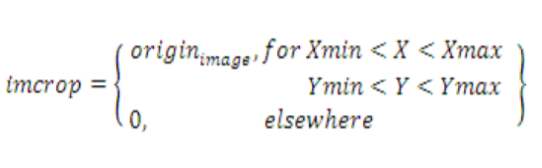 origin_image, for Xmin < X < Xmax
imcrop = { Ymin < Y < Ymax }
0, elsewhere